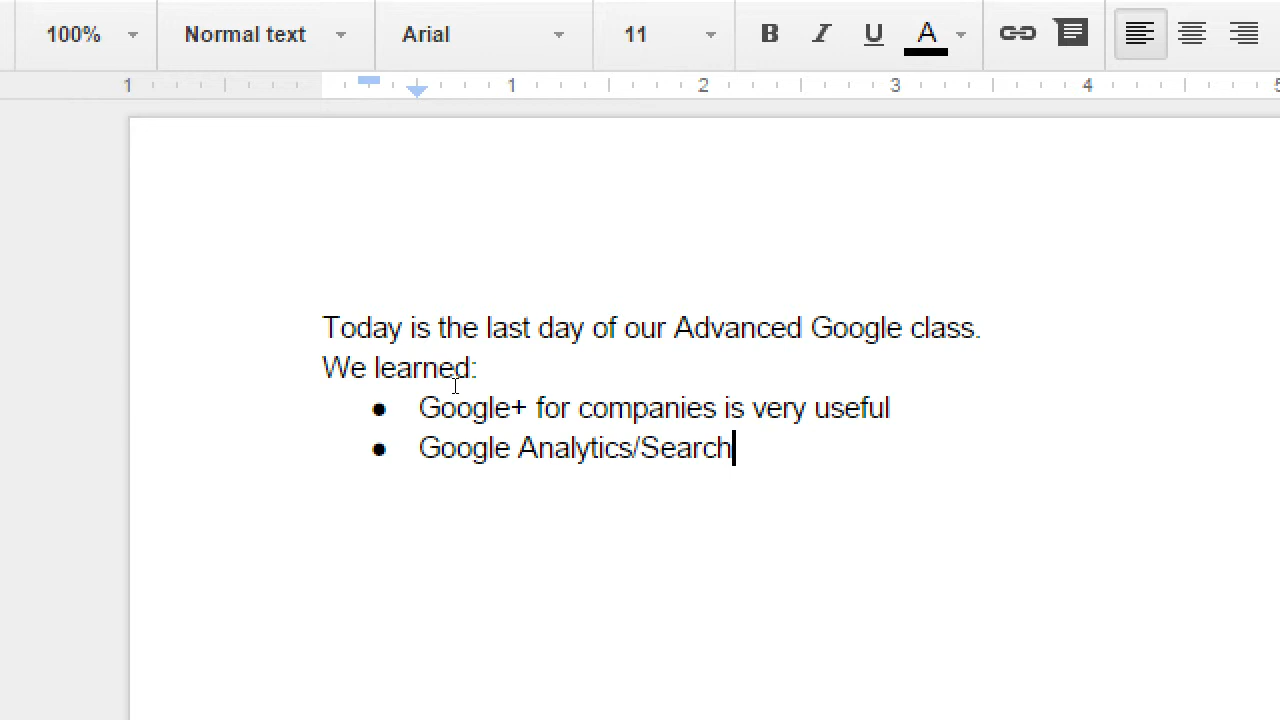 100% Normal text Arial 11 B I U A
1 1 2 3 4 5
Today is the last day of our Advanced Google class.
We learned:
● Google+ for companies is very useful
● Google Analytics/Search